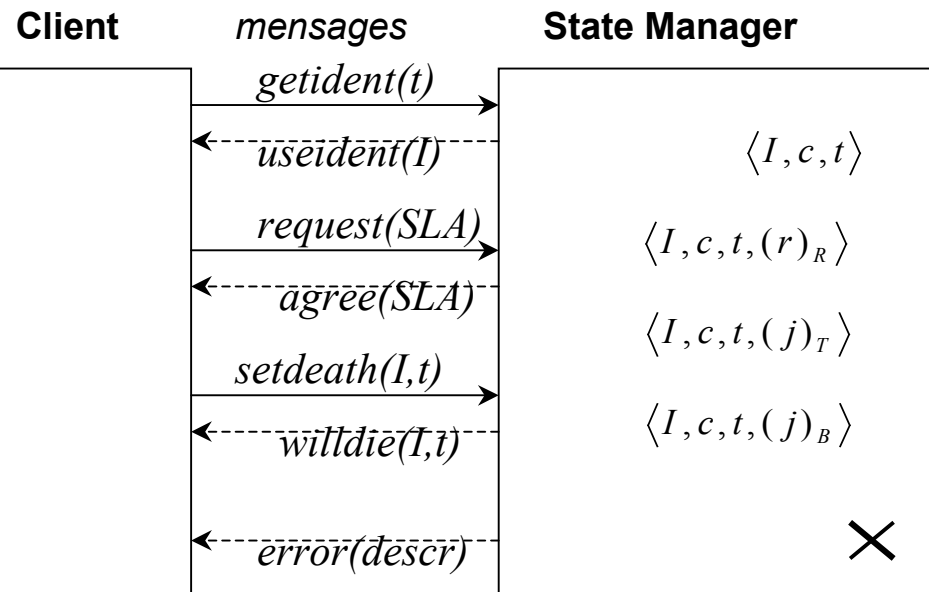 Client mensages State Manager
getident(t)
useident(I) ⟨I,c,t⟩
request(SLA) ⟨I,c,t,(r)_R⟩
agree(SLA)
⟨I,c,t,(j)_T⟩
setdeath(I,t)
willdie(I,t) ⟨I,c,t,(j)_B⟩
error(descr)